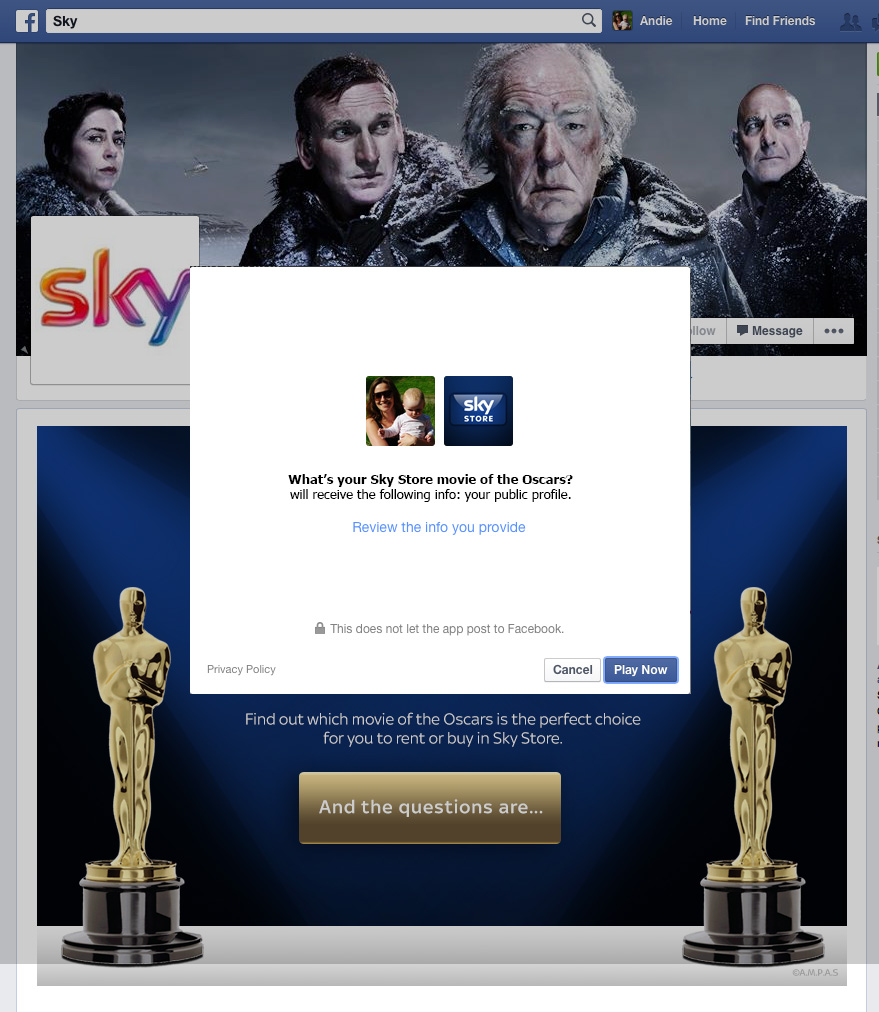 Sky
Andie
Home
Find Friends
sky
Message
sky
STORE
What's your Sky Store movie of the Oscars?
will receive the following info: your public profile.
Review the info you provide
This does not let the app post to Facebook.
Privacy Policy
Cancel
Play Now
Find out which movie of the Oscars is the perfect choice
for you to rent or buy in Sky Store.
And the questions are...
©A.M.P.A.S